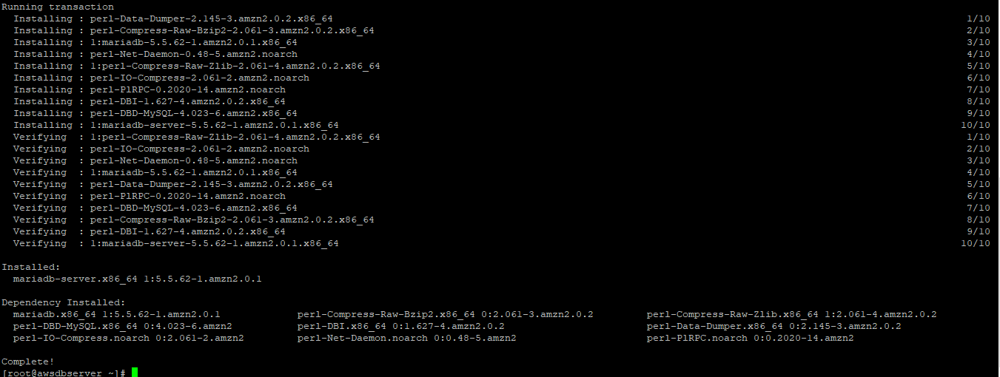 Running transaction
  Installing : perl-Data-Dumper-2.145-3.amzn2.0.2.x86_64 1/10
  Installing : perl-Compress-Raw-Bzip2-2.061-3.amzn2.0.2.x86_64 2/10
  Installing : 1:mariadb-5.5.62-1.amzn2.0.1.x86_64 3/10
  Installing : perl-Net-Daemon-0.48-5.amzn2.noarch 4/10
  Installing : 1:perl-Compress-Raw-Zlib-2.061-4.amzn2.0.2.x86_64 5/10
  Installing : perl-IO-Compress-2.061-2.amzn2.noarch 6/10
  Installing : perl-PlRPC-0.2020-14.amzn2.noarch 7/10
  Installing : perl-DBI-1.627-4.amzn2.0.2.x86_64 8/10
  Installing : perl-DBD-MySQL-4.023-6.amzn2.x86_64 9/10
  Installing : 1:mariadb-server-5.5.62-1.amzn2.0.1.x86_64 10/10
  Verifying  : 1:perl-Compress-Raw-Zlib-2.061-4.amzn2.0.2.x86_64 1/10
  Verifying  : perl-IO-Compress-2.061-2.amzn2.noarch 2/10
  Verifying  : perl-Net-Daemon-0.48-5.amzn2.noarch 3/10
  Verifying  : 1:mariadb-5.5.62-1.amzn2.0.1.x86_64 4/10
  Verifying  : perl-Data-Dumper-2.145-3.amzn2.0.2.x86_64 5/10
  Verifying  : perl-PlRPC-0.2020-14.amzn2.noarch 6/10
  Verifying  : perl-DBD-MySQL-4.023-6.amzn2.x86_64 7/10
  Verifying  : perl-Compress-Raw-Bzip2-2.061-3.amzn2.0.2.x86_64 8/10
  Verifying  : perl-DBI-1.627-4.amzn2.0.2.x86_64 9/10
  Verifying  : 1:mariadb-server-5.5.62-1.amzn2.0.1.x86_64 10/10
Installed:
  mariadb-server.x86_64 1:5.5.62-1.amzn2.0.1
Dependency Installed:
  mariadb.x86_64 1:5.5.62-1.amzn2.0.1 perl-Compress-Raw-Bzip2.x86_64 0:2.061-3.amzn2.0.2 perl-Compress-Raw-Zlib.x86_64 1:2.061-4.amzn2.0.2
  perl-DBD-MySQL.x86_64 0:4.023-6.amzn2 perl-DBI.x86_64 0:1.627-4.amzn2.0.2 perl-Data-Dumper.x86_64 0:2.145-3.amzn2.0.2
  perl-IO-Compress.noarch 0:2.061-2.amzn2 perl-Net-Daemon.noarch 0:0.48-5.amzn2 perl-PlRPC.noarch 0:0.2020-14.amzn2
Complete!
[root@awsdbserver ~]#